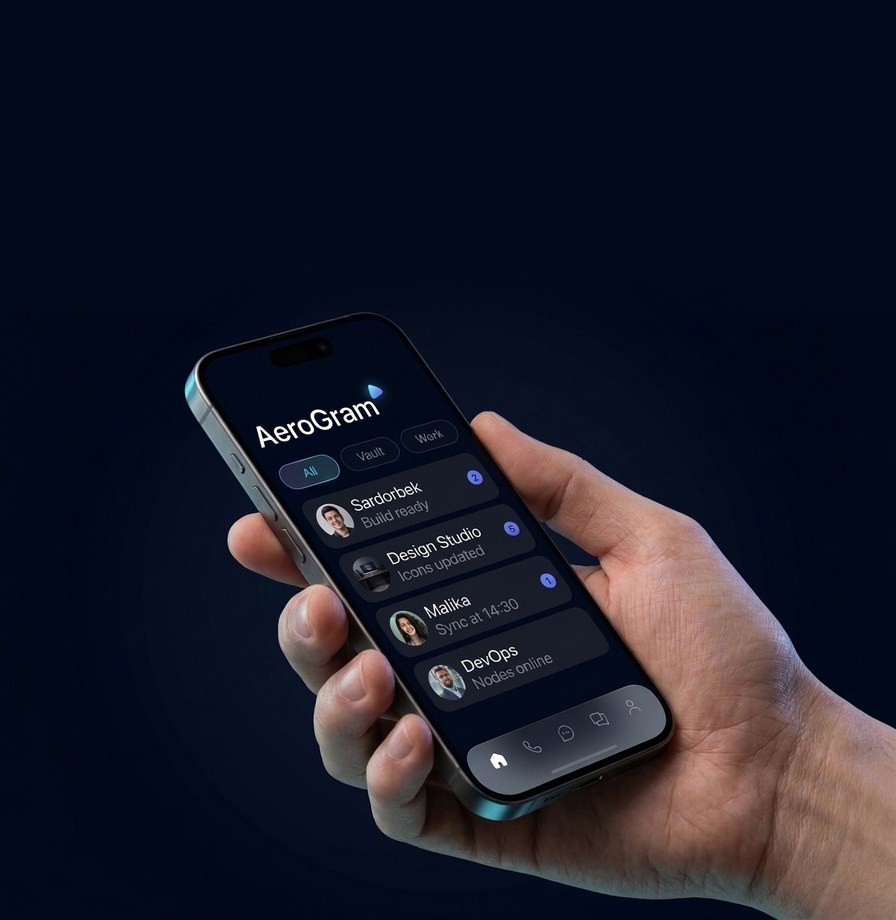 AeroGram
All
Vault
Work
Sardorbek
2
Build ready
Design Studio
5
Icons updated
Malika
1
Sync at 14:30
DevOps
Nodes online